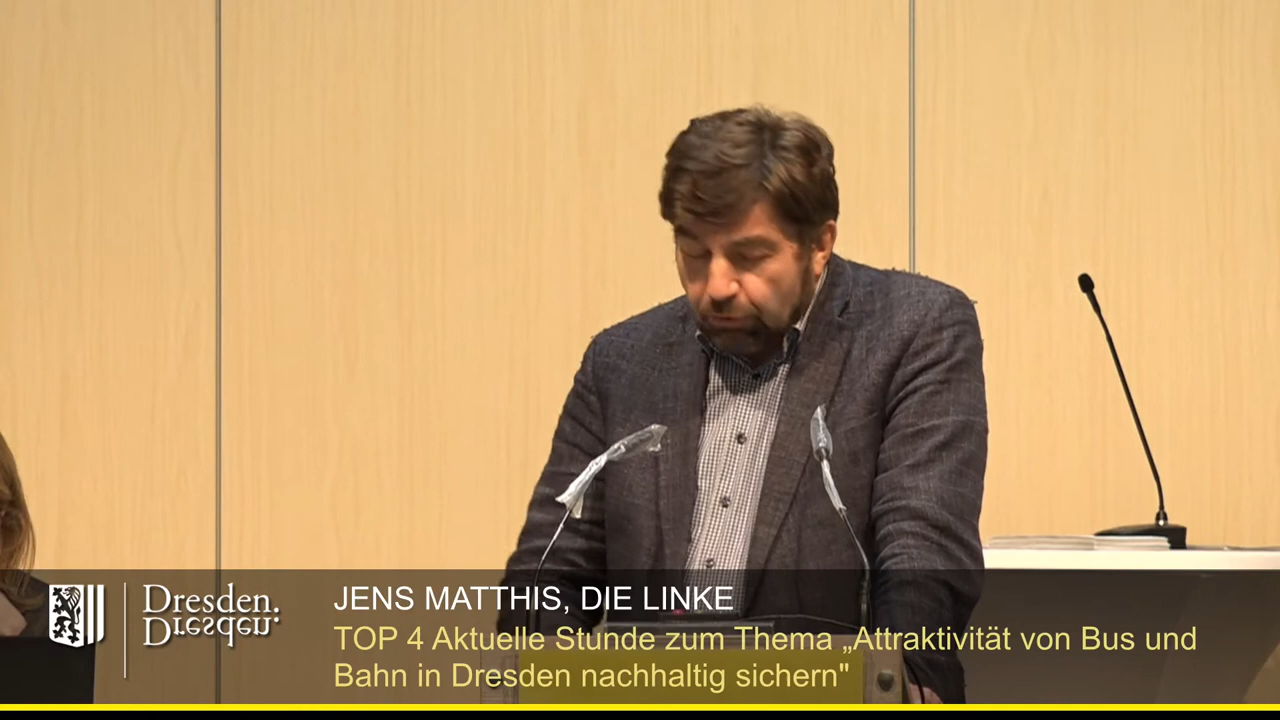 Dresden.
Dresden.
JENS MATTHIS, DIE LINKE
TOP 4 Aktuelle Stunde zum Thema „Attraktivität von Bus und
Bahn in Dresden nachhaltig sichern"